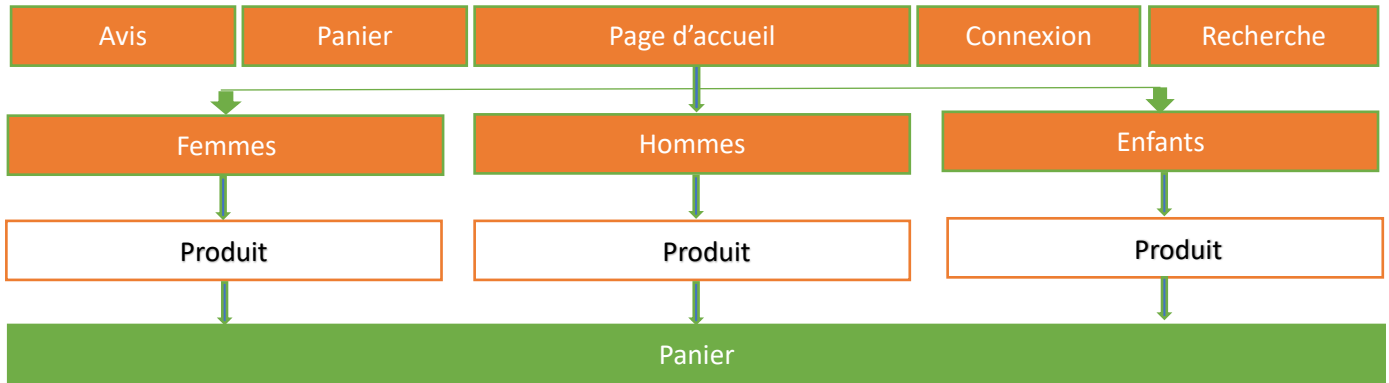 Avis
Panier
Page d’accueil
Connexion
Recherche
Femmes
Hommes
Enfants
Produit
Produit
Produit
Panier